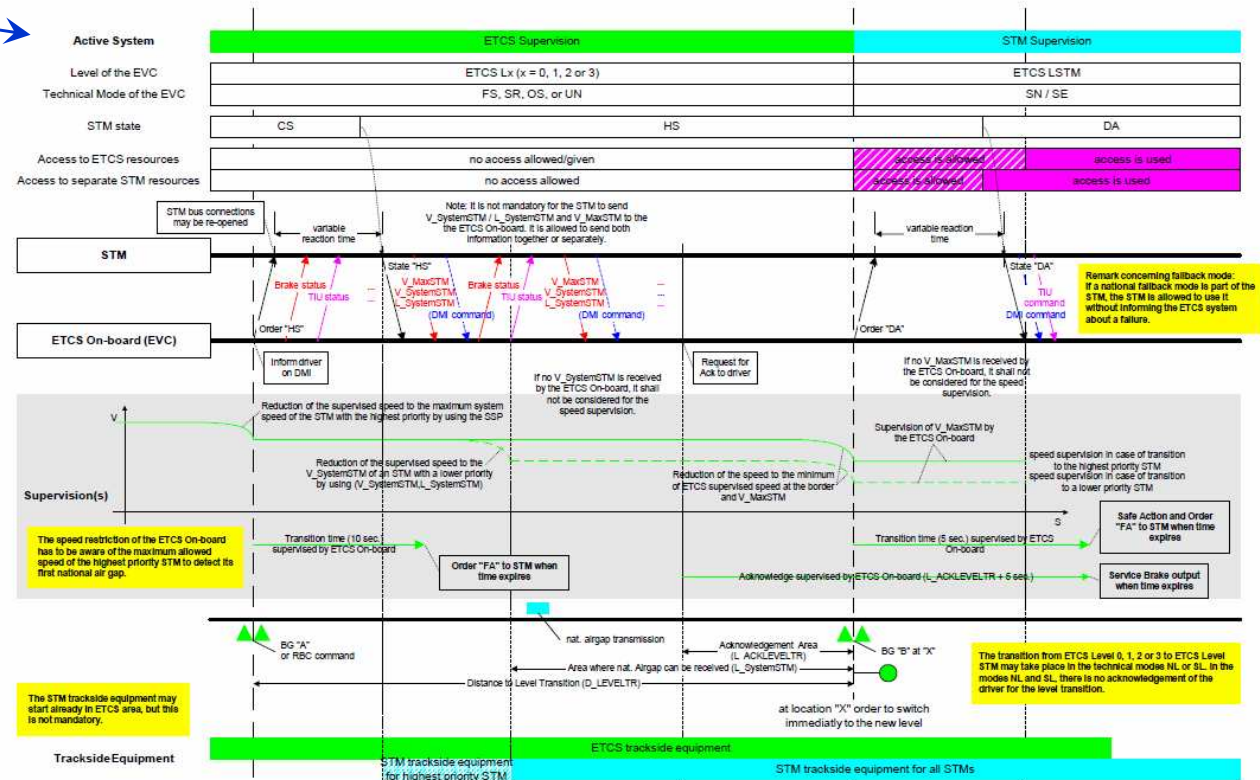 Active System
ETCS Supervision
STM Supervision
Level of the EVC
ETCS Lx (x = 0, 1, 2 or 3)
ETCS LSTM
Technical Mode of the EVC
FS, SR, OS, or UN
SN / SE
STM state
CS
HS
DA
Access to ETCS resources
no access allowed/given
access is allowed
access is used
Access to separate STM resources
no access allowed
access is allowed
access is used
STM bus connections
may be re-opened
variable
reaction time
Note: It is not mandatory for the STM to send
V_SystemSTM / L_SystemSTM and V_MaxSTM to the
the ETCS On-board. It is allowed to send both
information together or separately.
variable reaction
time
STM
Brake status
TIU status
...
...
State "HS"
V_MaxSTM
V_SystemSTM
L_SystemSTM
(DMI command)
Brake status
TIU status
V_MaxSTM
V_SystemSTM
L_SystemSTM
(DMI command)
...
...
State "DA"
TIU
command
DMI command
Remark concerning fallback mode:
If a national fallback mode is part of the
STM, the STM is allowed to use it
without informing the ETCS system
about a failure.
Order "HS"
Order "DA"
ETCS On-board (EVC)
Inform driver
on DMI
If no V_SystemSTM is received
by the ETCS On-board, it shall
not be considered for the
speed supervision.
Request for
Ack to driver
If no V_MaxSTM is received by
the ETCS On-board, it shall not
be considered for the speed
supervision.
V
Reduction of the supervised speed to the maximum system
speed of the STM with the highest priority by using the SSP
Supervision of V_MaxSTM by
the ETCS On-board
Reduction of the supervised speed to the
V_SystemSTM of an STM with a lower priority
by using (V_SystemSTM,L_SystemSTM)
Reduction of the speed to the minimum
of ETCS supervised speed at the border
and V_MaxSTM
speed supervision in case of transition
to the highest priority STM
speed supervision in case of transition
to a lower priority STM
Supervision(s)
S
The speed restriction of the ETCS On-board
has to be aware of the maximum allowed
speed of the highest priority STM to detect its
first national air gap.
Transition time (10 sec.)
supervised by ETCS On-board
Order "FA" to STM when
time expires
Transition time (5 sec.) supervised by ETCS
On-board
Safe Action and Order
"FA" to STM when time
expires
Acknowledge supervised by ETCS On-board (L_ACKLEVELTR + 5 sec.)
Service Brake output
when time expires
nat. airgap transmission
BG "A"
or RBC command
Acknowledgement Area
(L_ACKLEVELTR)
BG "B" at "X"
Area where nat. Airgap can be received (L_SystemSTM)
Distance to Level Transition (D_LEVELTR)
The transition from ETCS Level 0, 1, 2 or 3 to ETCS Level
STM may take place in the technical modes NL or SL. In the
modes NL and SL, there is no acknowledgement of the
driver for the level transition.
The STM trackside equipment may
start already in ETCS area, but this
is not mandatory.
at location "X" order to switch
immediatly to the new level
Trackside Equipment
ETCS trackside equipment
STM trackside equipment
for highest priority STM
STM trackside equipment for all STMs